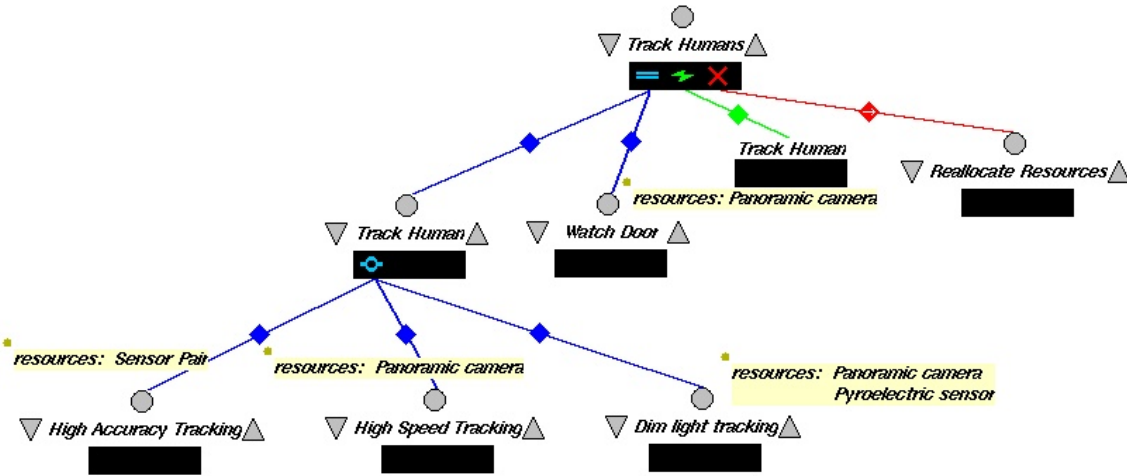 Track Humans
Track Human
Reallocate Resources
resources: Panoramic camera
Track Human
Watch Door
resources: Sensor Pair
resources: Panoramic camera
resources: Panoramic camera
Pyroelectric sensor
High Accuracy Tracking
High Speed Tracking
Dim light tracking